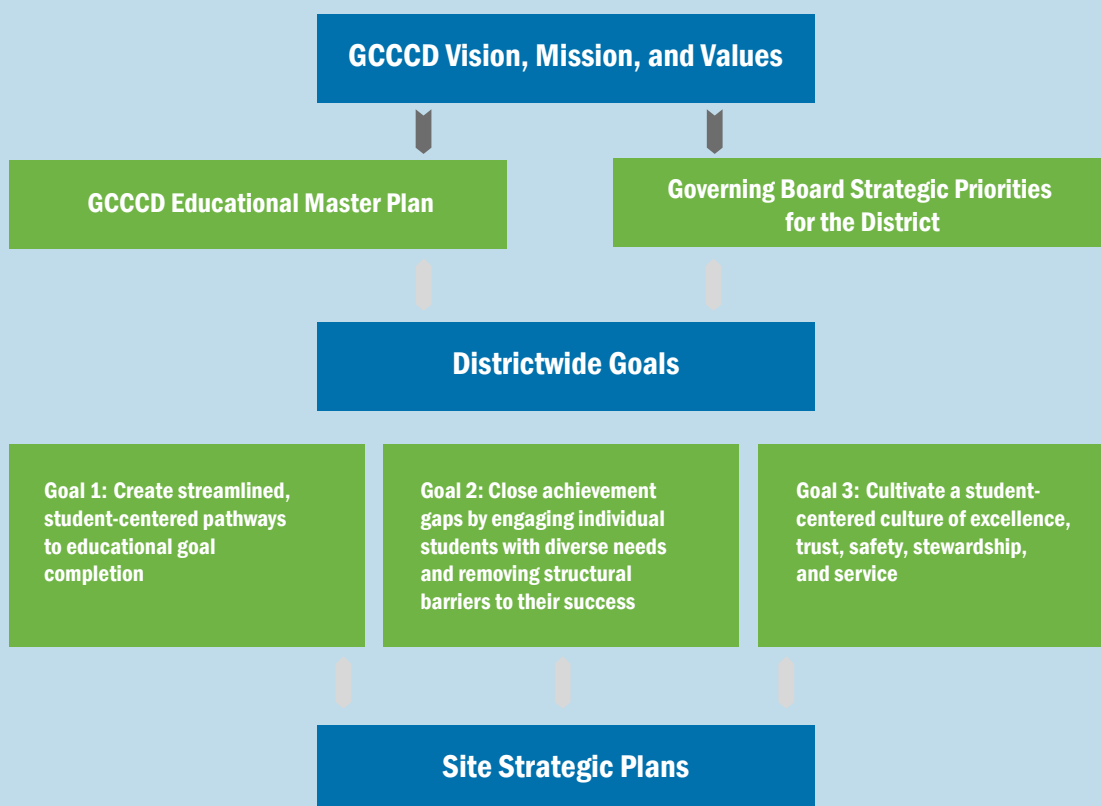 GCCCD Vision, Mission, and Values
GCCCD Educational Master Plan
Governing Board Strategic Priorities
for the District
Districtwide Goals
Goal 1: Create streamlined,
student-centered pathways
to educational goal
completion
Goal 2: Close achievement
gaps by engaging individual
students with diverse needs
and removing structural
barriers to their success
Goal 3: Cultivate a student-
centered culture of excellence,
trust, safety, stewardship,
and service
Site Strategic Plans